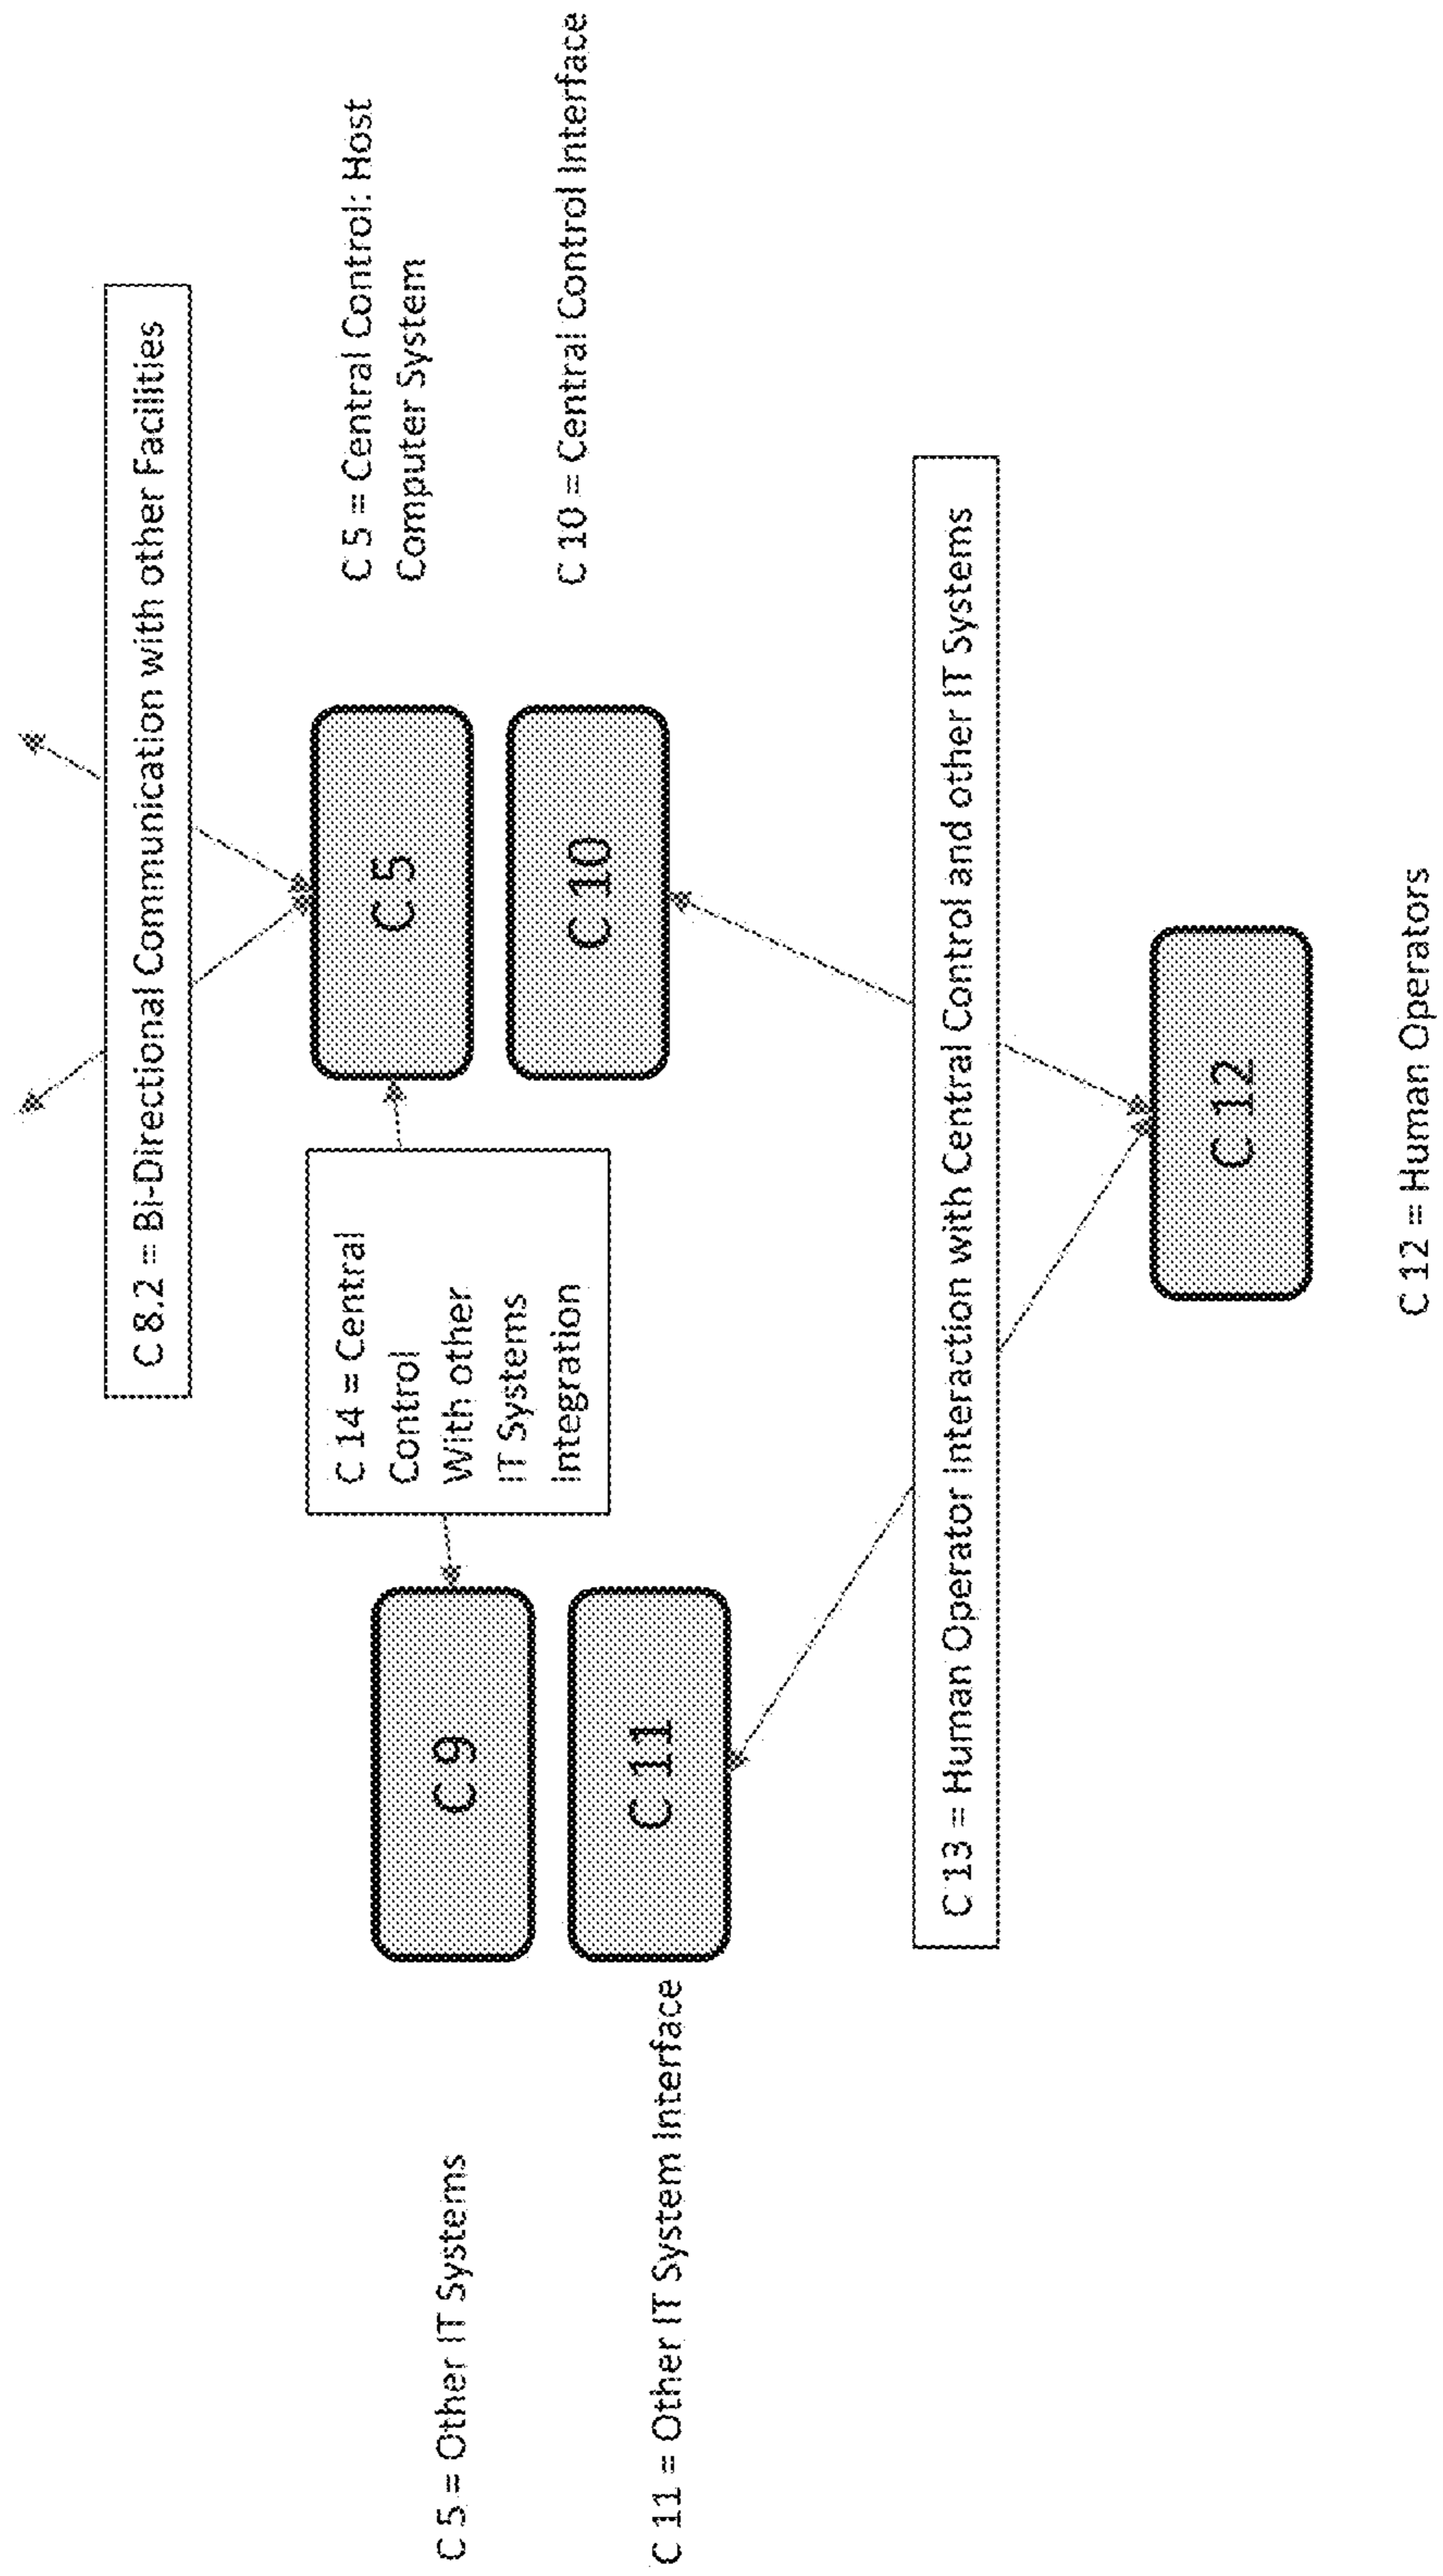 C 8.2 = Bi-Directional Communication with other Facilities
C 5 = Other IT Systems
C 11 = Other IT System Interface
C 9
C 11
C 14 = Central
Control
With other
IT Systems
Integration
C 5
C 10
C 5 = Central Control: Host
Computer System
C 10 = Central Control Interface
C 13 = Human Operator Interaction with Central Control and other IT Systems
C 12
C 12 = Human Operators